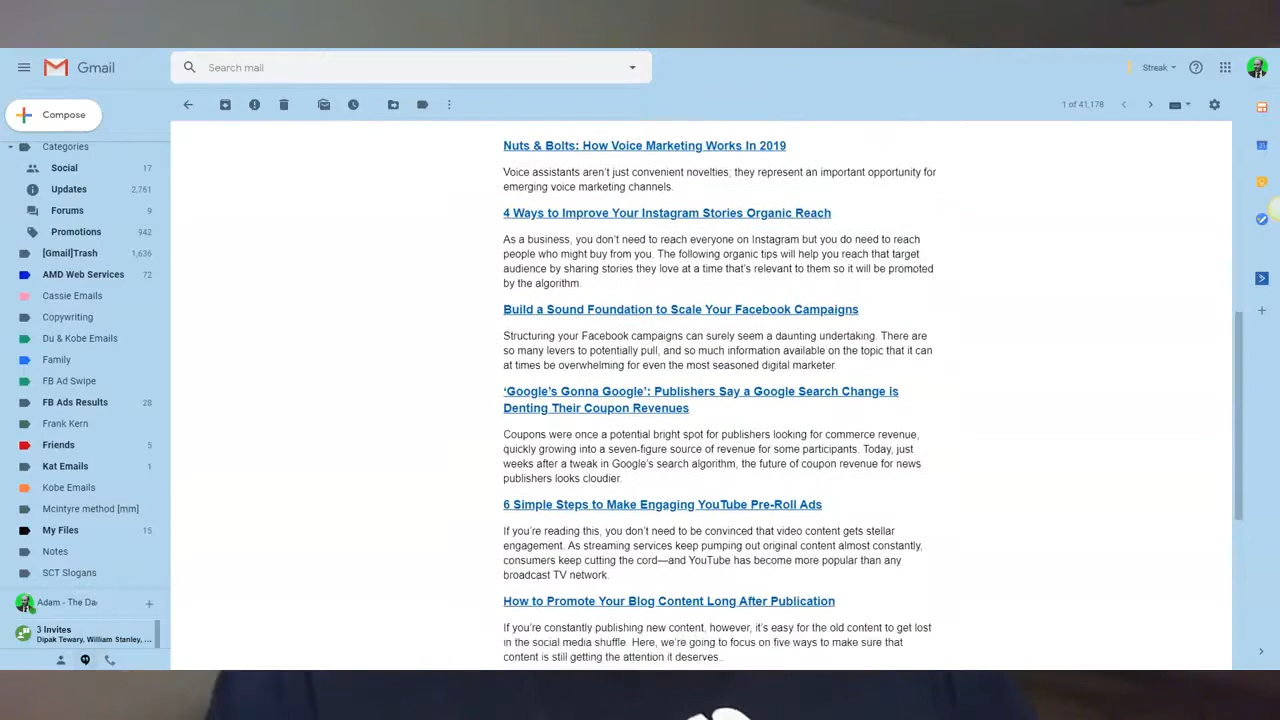 Gmail
Search mail
Streak
Compose
1 of 41,178
Categories
Social 17
Updates 2,761
Forums 9
Promotions 942
[Gmail]Trash 1,636
AMD Web Services 72
Cassie Emails
Copywriting
Du & Kobe Emails
Family
FB Ad Swipe
FB Ads Results 28
Frank Kern
Friends 5
Kat Emails 1
Kobe Emails
Mcintyre method [mm]
My Files 15
Notes
SCT Slogans
Adam - The Da
3 Invites
Dipak Tewary, William Stanley, ...
Nuts & Bolts: How Voice Marketing Works In 2019
Voice assistants aren’t just convenient novelties; they represent an important opportunity for
emerging voice marketing channels.
4 Ways to Improve Your Instagram Stories Organic Reach
As a business, you don’t need to reach everyone on Instagram but you do need to reach
people who might buy from you. The following organic tips will help you reach that target
audience by sharing stories they love at a time that’s relevant to them so it will be promoted
by the algorithm.
Build a Sound Foundation to Scale Your Facebook Campaigns
Structuring your Facebook campaigns can surely seem a daunting undertaking. There are
so many levers to potentially pull, and so much information available on the topic that it can
at times be overwhelming for even the most seasoned digital marketer.
‘Google’s Gonna Google’: Publishers Say a Google Search Change is
Denting Their Coupon Revenues
Coupons were once a potential bright spot for publishers looking for commerce revenue,
quickly growing into a seven-figure source of revenue for some participants. Today, just
weeks after a tweak in Google’s search algorithm, the future of coupon revenue for news
publishers looks cloudier.
6 Simple Steps to Make Engaging YouTube Pre-Roll Ads
If you’re reading this, you don’t need to be convinced that video content gets stellar
engagement. As streaming services keep pumping out original content almost constantly,
consumers keep cutting the cord—and YouTube has become more popular than any
broadcast TV network.
How to Promote Your Blog Content Long After Publication
If you’re constantly publishing new content, however, it’s easy for the old content to get lost
in the social media shuffle. Here, we’re going to focus on five ways to make sure that
content is still getting the attention it deserves.